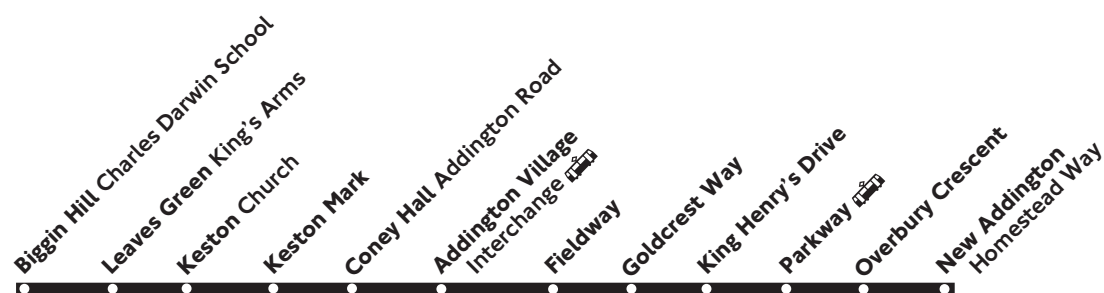 Biggin Hill Charles Darwin School
Leaves Green King's Arms
Keston Church
Keston Mark
Coney Hall Addington Road
Addington Village
Interchange
Fieldway
Goldcrest Way
King Henry's Drive
Parkway
Overbury Crescent
New Addington
Homestead Way